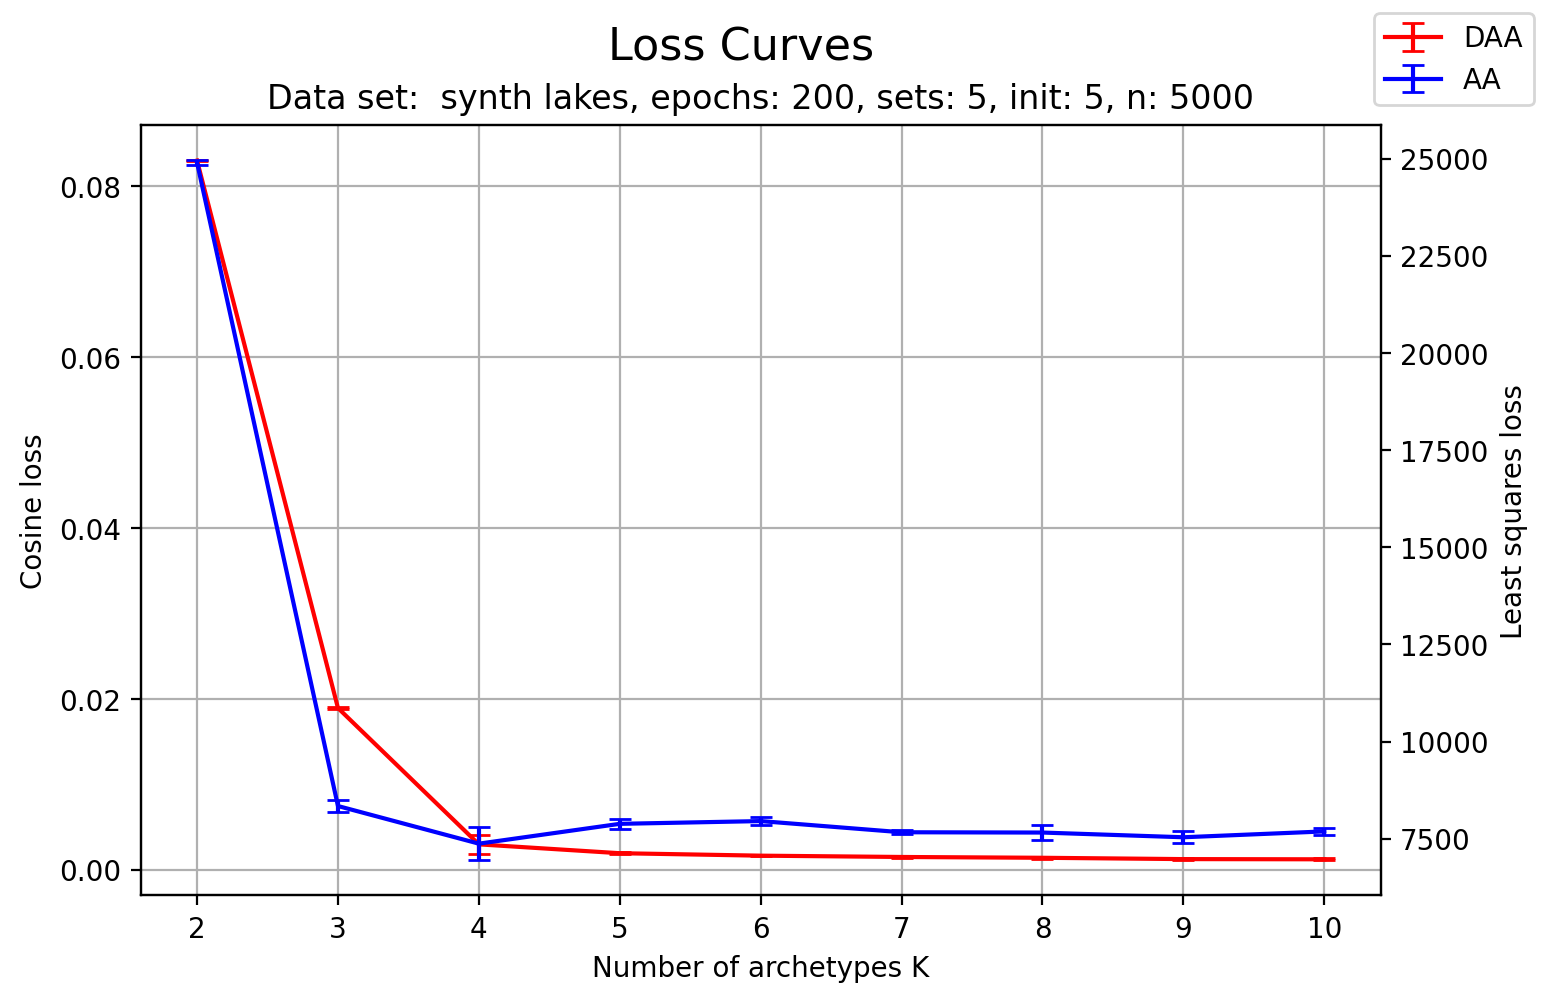 Loss Curves
Data set:  synth lakes, epochs: 200, sets: 5, init: 5, n: 5000
DAA
AA
Cosine loss
0.08
0.06
0.04
0.02
0.00
25000
22500
20000
17500
15000
12500
10000
7500
Least squares loss
2 3 4 5 6 7 8 9 10
Number of archetypes K